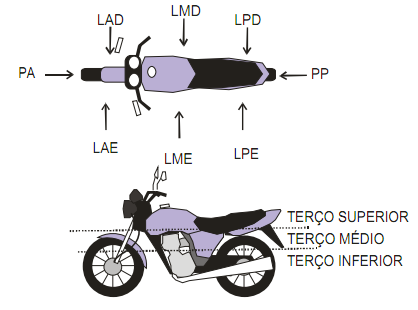 LMD
LAD
LPD
PA
PP
LAE
LME
LPE
TERÇO SUPERIOR
TERÇO MÉDIO
TERÇO INFERIOR